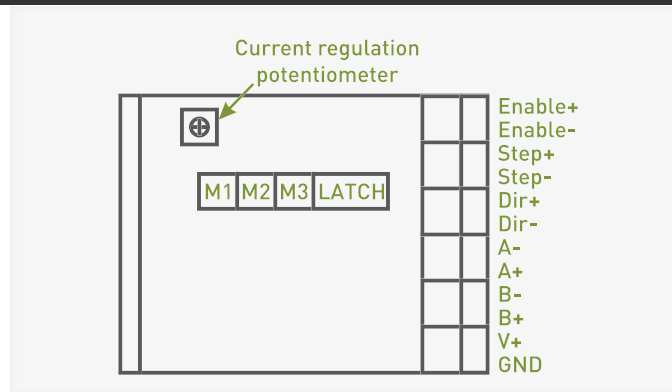 Current regulation
potentiometer
M1 M2 M3 LATCH
Enable+
Enable-
Step+
Step-
Dir+
Dir-
A-
A+
B-
B+
V+
GND